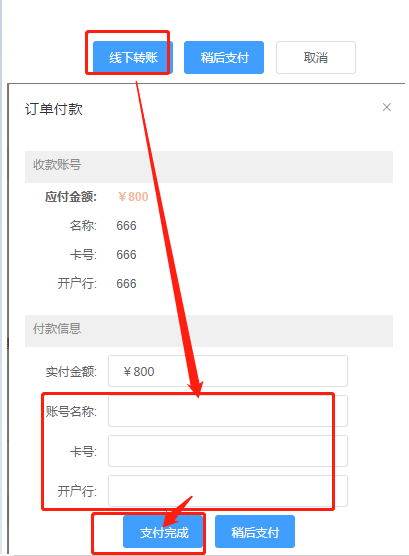 线下转账 稍后支付 取消
订单付款 ×
收款账号
应付金额: ￥800
名称: 666
卡号: 666
开户行: 666
付款信息
实付金额: ￥800
账号名称:
卡号:
开户行:
支付完成 稍后支付